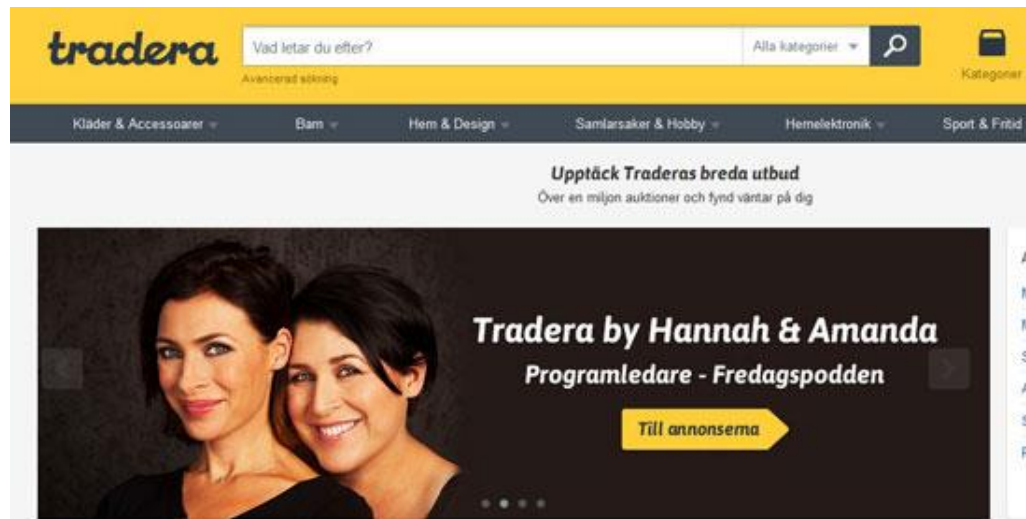 tradera
Vad letar du efter?
Alla kategorier
Avancerad sökning
Kategorier
Kläder & Accessoarer
Barn
Hem & Design
Samlarsaker & Hobby
Hemelektronik
Sport & Fritid
Upptäck Traderas breda utbud
Över en miljon auktioner och fynd väntar på dig
Tradera by Hannah & Amanda
Programledare - Fredagspodden
Till annonserna